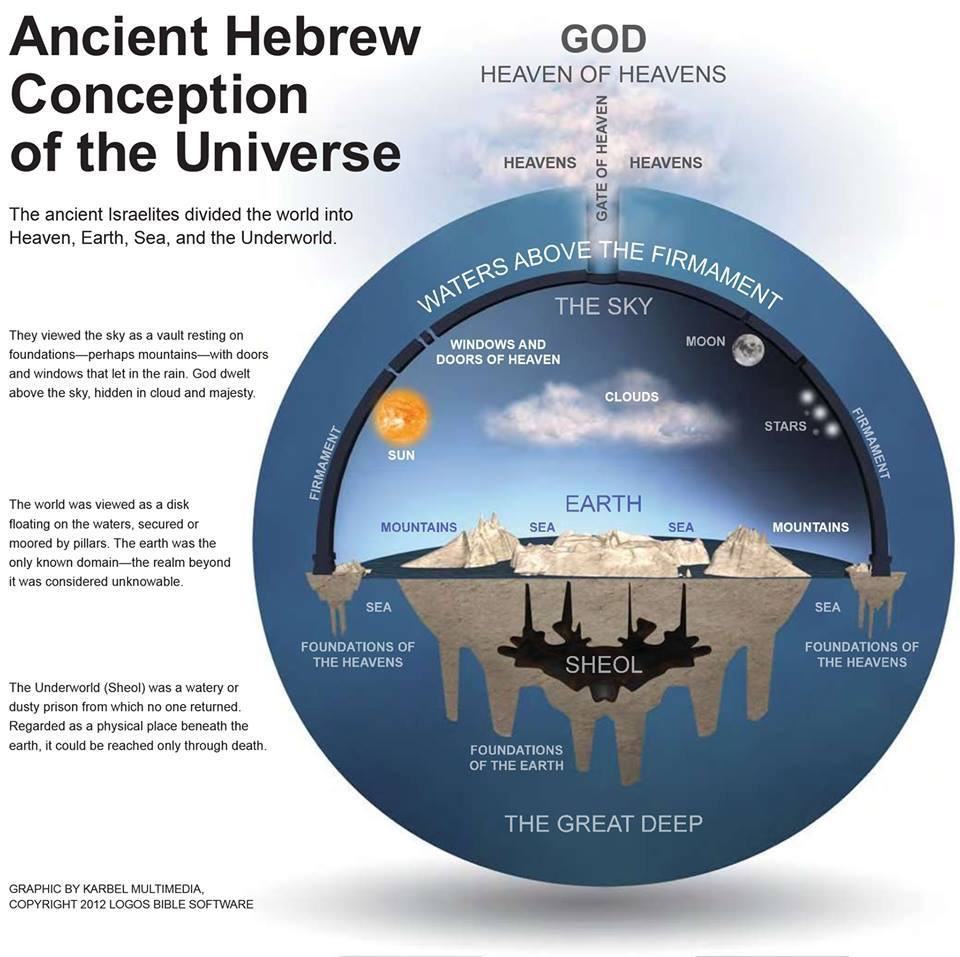 Ancient Hebrew
Conception
of the Universe
The ancient Israelites divided the world into
Heaven, Earth, Sea, and the Underworld.
They viewed the sky as a vault resting on
foundations—perhaps mountains—with doors
and windows that let in the rain. God dwelt
above the sky, hidden in cloud and majesty.
The world was viewed as a disk
floating on the waters, secured or
moored by pillars. The earth was the
only known domain—the realm beyond
it was considered unknowable.
The Underworld (Sheol) was a watery or
dusty prison from which no one returned.
Regarded as a physical place beneath the
earth, it could be reached only through death.
GRAPHIC BY KARBEL MULTIMEDIA,
COPYRIGHT 2012 LOGOS BIBLE SOFTWARE
GOD
HEAVEN OF HEAVENS
HEAVENS
GATE OF HEAVEN
HEAVENS
WATERS ABOVE THE FIRMAMENT
THE SKY
WINDOWS AND
DOORS OF HEAVEN
MOON
CLOUDS
STARS
SUN
FIRMAMENT
FIRMAMENT
EARTH
MOUNTAINS
SEA
SEA
MOUNTAINS
SEA
SEA
FOUNDATIONS OF
THE HEAVENS
FOUNDATIONS OF
THE HEAVENS
SHEOL
FOUNDATIONS
OF THE EARTH
THE GREAT DEEP